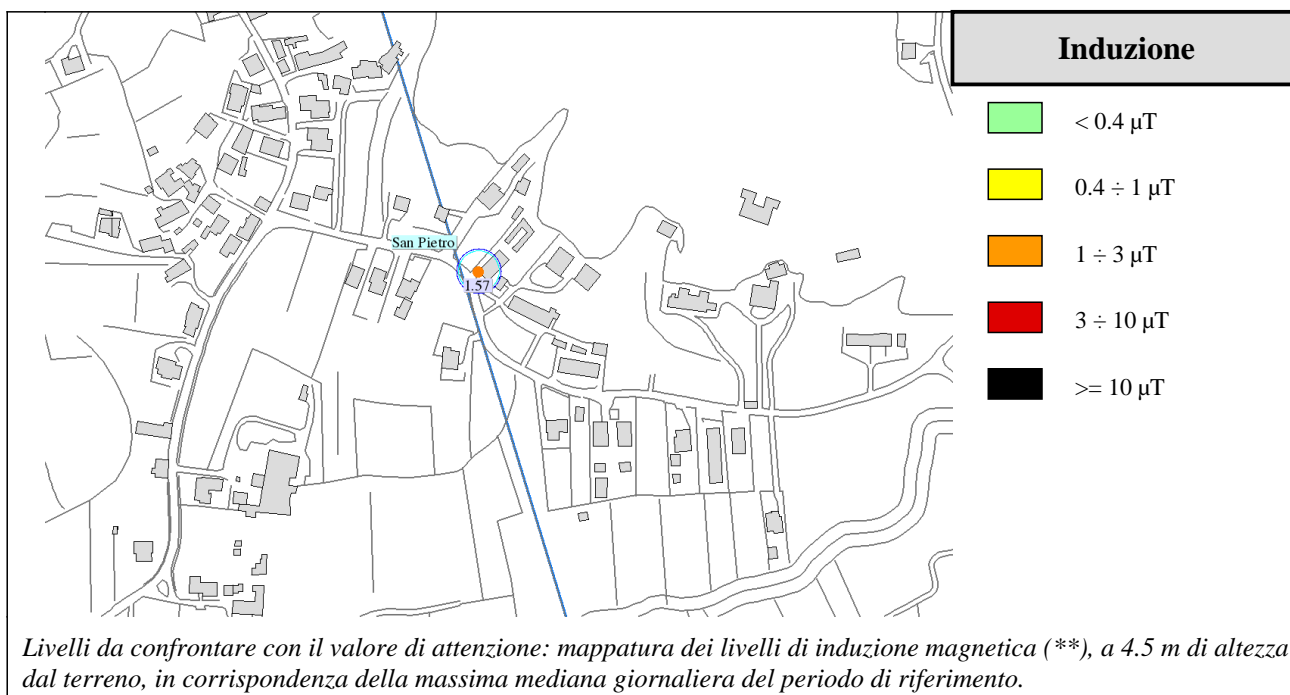 Induzione
< 0.4 µT
0.4 ÷ 1 µT
1 ÷ 3 µT
3 ÷ 10 µT
>= 10 µT
San Pietro
1.57
Livelli da confrontare con il valore di attenzione: mappatura dei livelli di induzione magnetica (**), a 4.5 m di altezza
dal terreno, in corrispondenza della massima mediana giornaliera del periodo di riferimento.